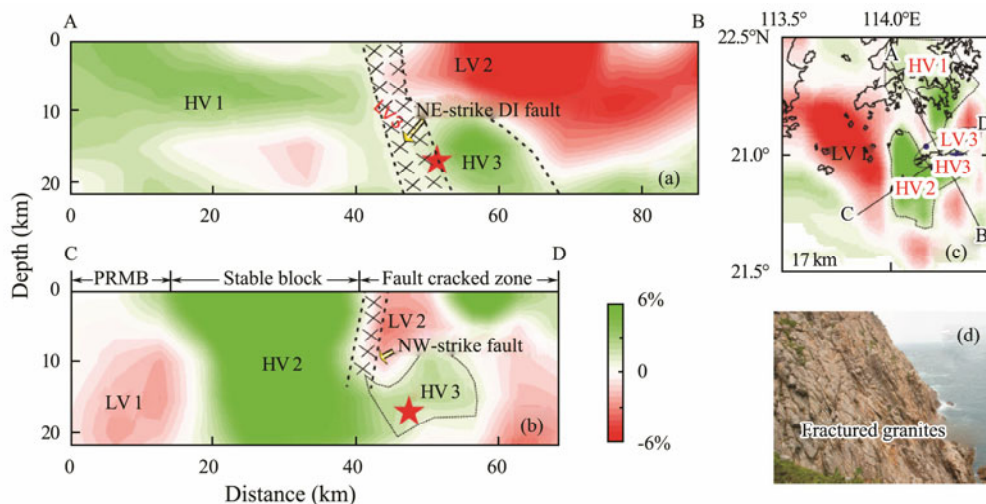 A
B
0
10
20
HV 1
LV 3
LV 2
NE-strike DI fault
HV 3
(a)
0
20
40
60
80
Depth (km)
C
D
PRMB
Stable block
Fault cracked zone
0
10
20
LV 1
HV 2
LV 2
NW-strike fault
HV 3
(b)
0
20
40
60
Distance (km)
6%
-6%
113.5°
114.0°E
22.5°N
21.0°
21.5°
A
HV 1
D
LV 3
LV 1
HV3
HV 2
C
B
(c)
17 km
(d)
Fractured granites